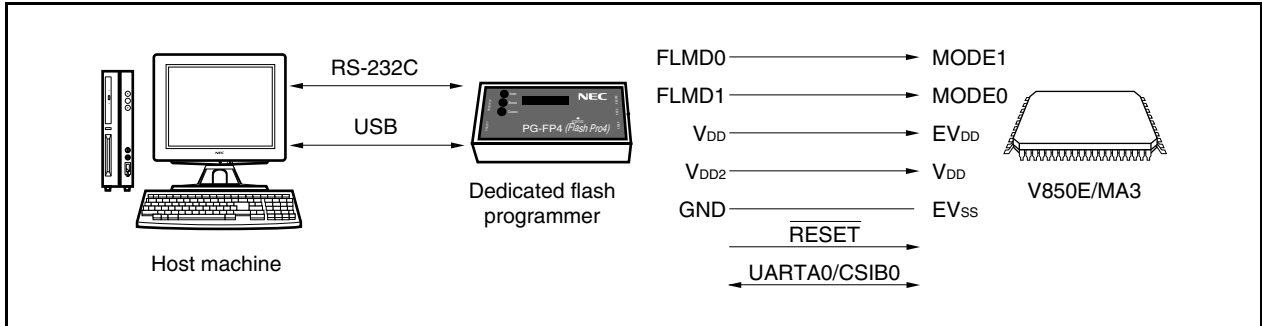 RS-232C
USB
NEC
PG-FP4 (Flash Pro4)
Host machine
Dedicated flash
programmer
FLMD0 MODE1
FLMD1 MODE0
VDD EVDD
VDD2 VDD
GND EVSS
RESET
UARTA0/CSIB0
V850E/MA3